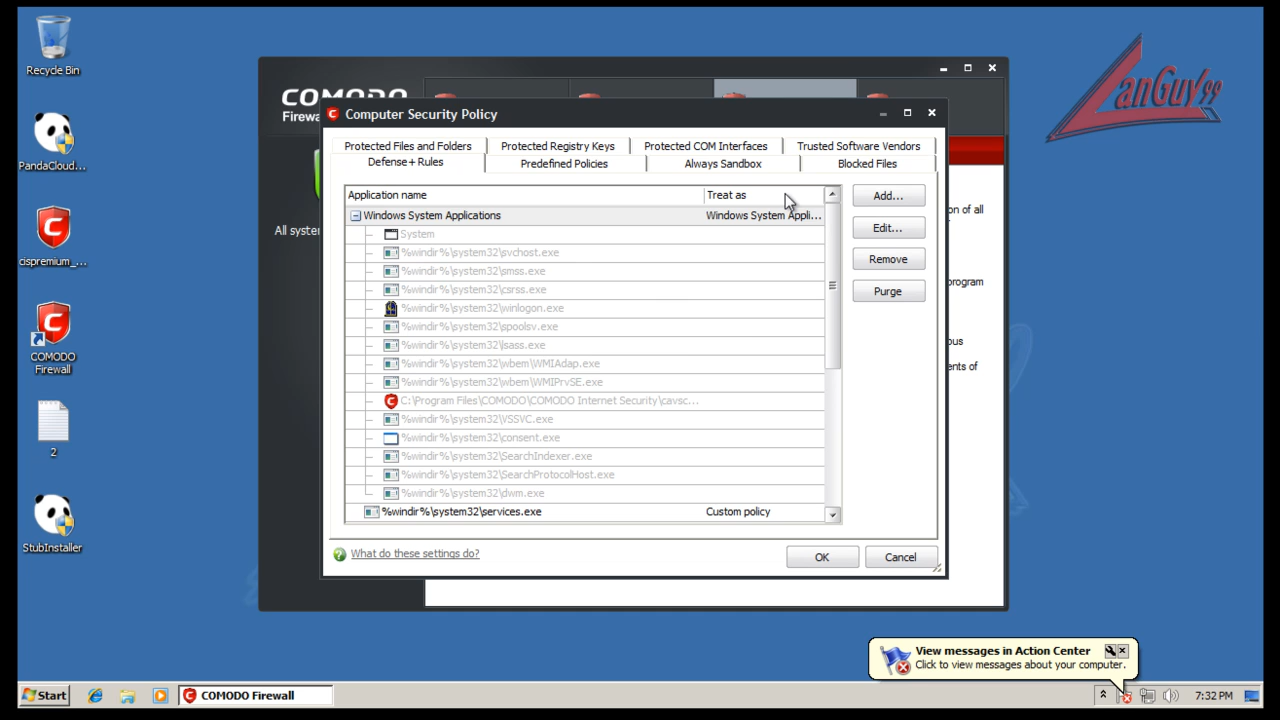 Recycle Bin
PandaCloud...
cispremium_...
COMODO
Firewall
2
StubInstaller
anGuy99
COMODO
Firewa
All system
on of all
program
ous
ents of
Computer Security Policy
Protected Files and Folders
Protected Registry Keys
Protected COM Interfaces
Trusted Software Vendors
Defense+ Rules
Predefined Policies
Always Sandbox
Blocked Files
Application name
Treat as
Windows System Applications
Windows System Appli...
System
%windir%\system32\svchost.exe
%windir%\system32\smss.exe
%windir%\system32\csrss.exe
%windir%\system32\winlogon.exe
%windir%\system32\spoolsv.exe
%windir%\system32\lsass.exe
%windir%\system32\wbem\WMIAdap.exe
%windir%\system32\wbem\WMIPrvSE.exe
C:\Program Files\COMODO\COMODO Internet Security\cavsc...
%windir%\system32\VSSVC.exe
%windir%\system32\consent.exe
%windir%\system32\SearchIndexer.exe
%windir%\system32\SearchProtocolHost.exe
%windir%\system32\dwm.exe
%windir%\system32\services.exe
Custom policy
Add...
Edit...
Remove
Purge
What do these settings do?
OK
Cancel
View messages in Action Center
Click to view messages about your computer.
Start
COMODO Firewall
7:32 PM